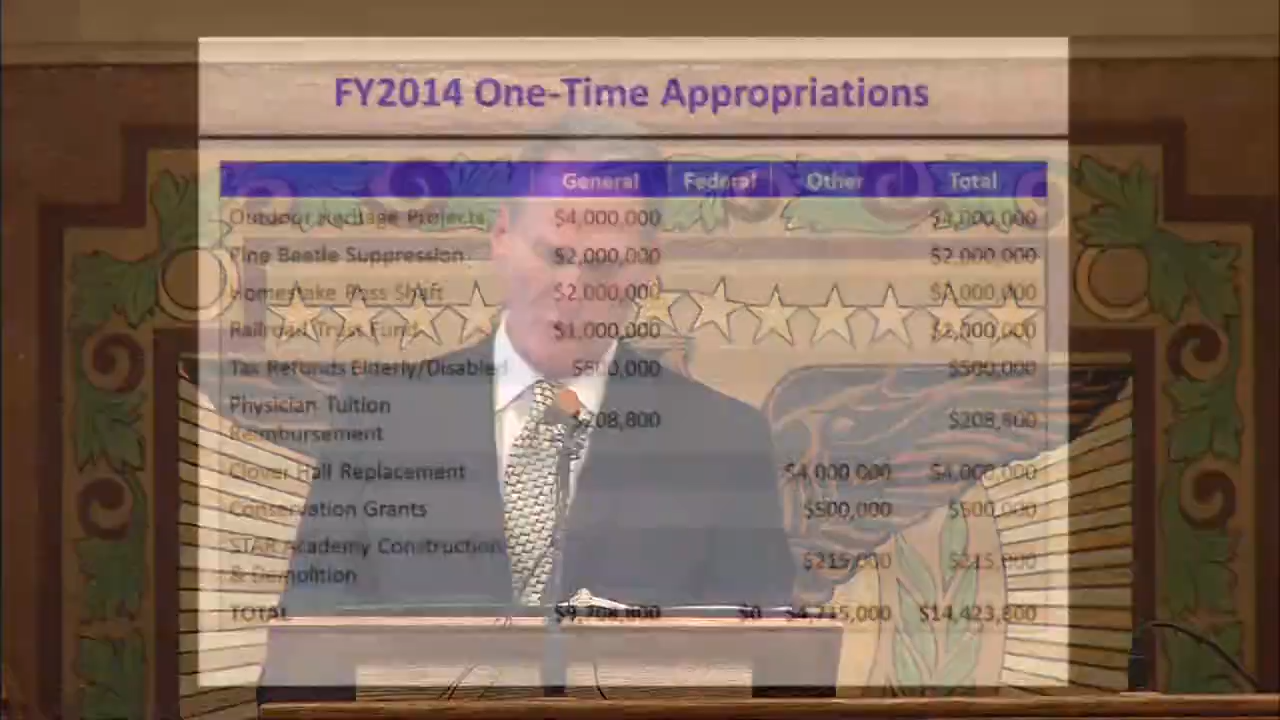 FY2014 One-Time Appropriations
General Federal Other Total
Outdoor Heritage Projects $4,000,000 $4,000,000
Pine Beetle Suppression $2,000,000 $2,000,000
Homestake Ross Shaft $2,000,000 $2,000,000
Railroad Trust Fund $1,000,000
Tax Refunds Elderly/Disabled $500,000 $500,000
Physician Tuition
Reimbursement $208,800 $208,800
Clover Hall Replacement $4,000,000 $4,000,000
Conservation Grants $500,000 $500,000
STAR Academy Construction
& Demolition $215,000 $215,000
TOTAL $9,708,800 $0 $4,715,000 $14,423,800